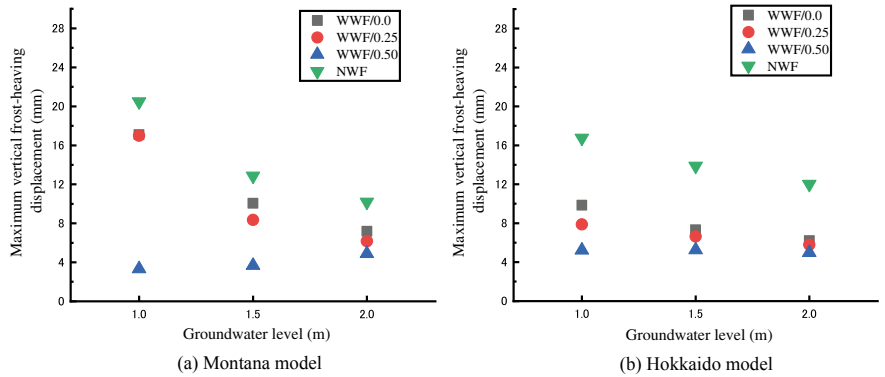 Maximum vertical frost-heaving
displacement (mm)
28
24
20
16
12
8
4
0
WWF/0.0
WWF/0.25
WWF/0.50
NWF
1.0 1.5 2.0
Groundwater level (m)
(a) Montana model
Maximum vertical frost-heaving
displacement (mm)
28
24
20
16
12
8
4
0
WWF/0.0
WWF/0.25
WWF/0.50
NWF
1.0 1.5 2.0
Groundwater level (m)
(b) Hokkaido model